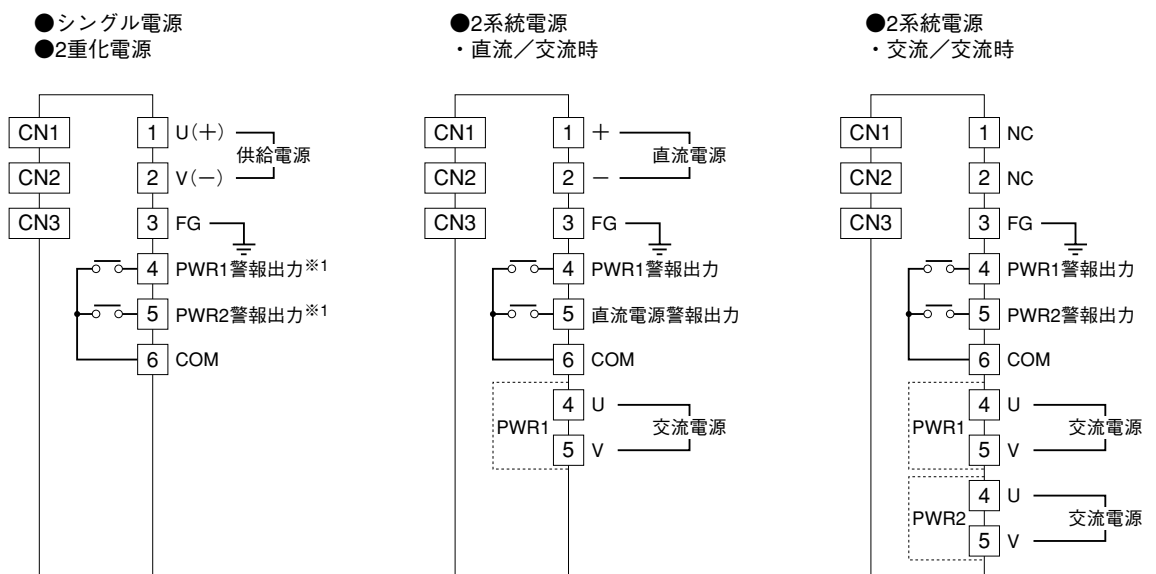 ●シングル電源
●2重化電源
CN1
CN2
CN3
1 U(+)
供給電源
2 V(−)
3 FG
4 PWR1警報出力※1
5 PWR2警報出力※1
6 COM
●2系統電源
・直流／交流時
CN1
CN2
CN3
1 +
直流電源
2 −
3 FG
4 PWR1警報出力
5 直流電源警報出力
6 COM
PWR1
4 U
交流電源
5 V
●2系統電源
・交流／交流時
CN1
CN2
CN3
1 NC
2 NC
3 FG
4 PWR1警報出力
5 PWR2警報出力
6 COM
PWR1
4 U
交流電源
5 V
PWR2
4 U
交流電源
5 V